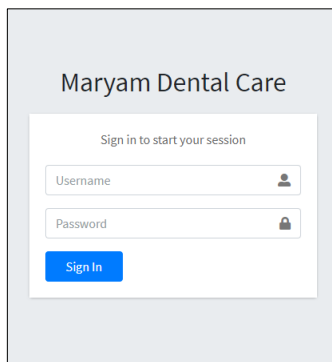 Maryam Dental Care
Sign in to start your session
Username
Password
Sign In